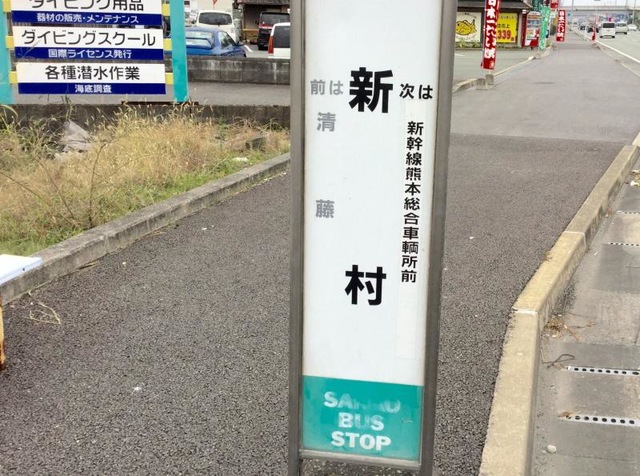 ダイビング用品
器材の販売・メンテナンス
ダイビングスクール
国際ライセンス発行
各種潜水作業
海底調査
次は
新幹線熊本総合車輌所前
新村
前は
清藤
SANKO
BUS
STOP
339